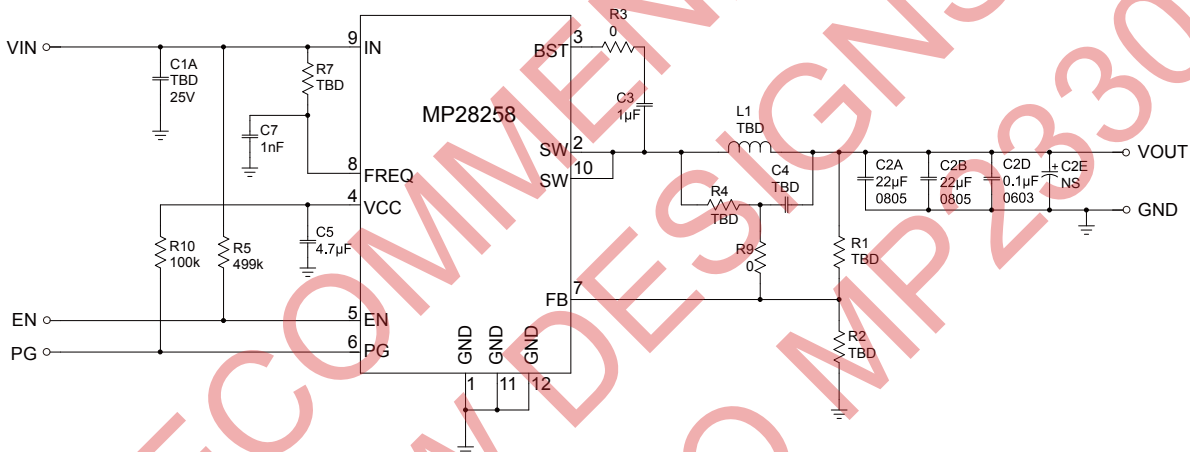 VIN
C1A
TBD
25V
R7
TBD
C7
1nF
R10
100k
R5
499k
C5
4.7µF
EN
PG
9
IN
8
FREQ
4
VCC
5
EN
6
PG
MP28258
BST
3
SW
2
SW
10
FB
7
GND
GND
GND
1
11
12
R3
0
C3
1µF
L1
TBD
R4
TBD
C4
TBD
R9
0
R1
TBD
R2
TBD
C2A
22µF
0805
C2B
22µF
0805
C2D
0.1µF
0603
+
C2E
NS
VOUT
GND
ECOMMEN
W DESIGNS
O MP2330